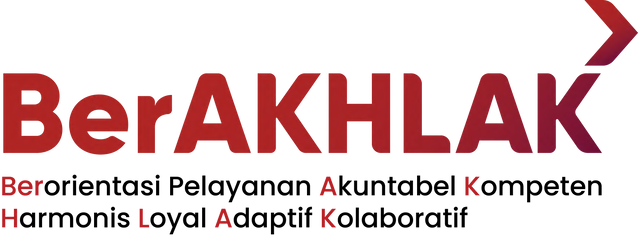 BerAKHLAK
Berorientasi Pelayanan Akuntabel Kompeten
Harmonis Loyal Adaptif Kolaboratif